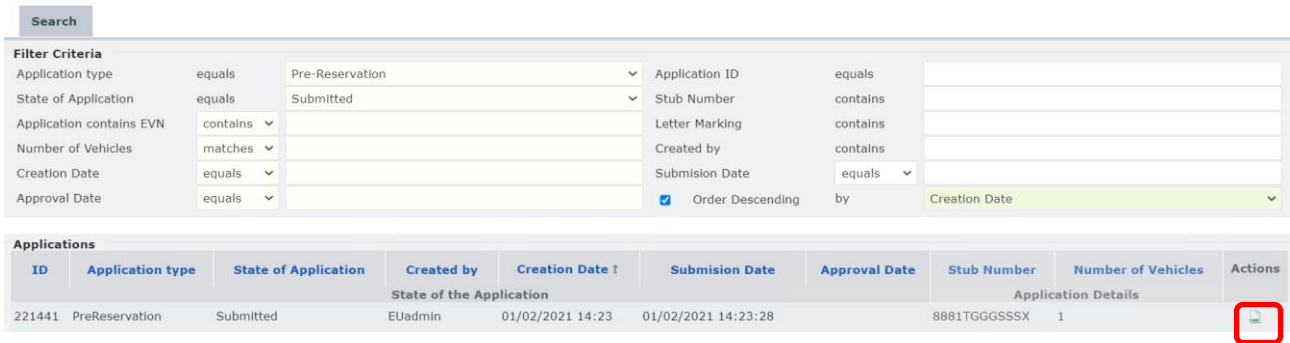 Search
Filter Criteria
Application type equals Pre-Reservation Application ID equals
State of Application equals Submitted Stub Number contains
Application contains EVN contains Letter Marking contains
Number of Vehicles matches Created by contains
Creation Date equals Submision Date equals
Approval Date equals Order Descending by Creation Date
Applications
ID Application type State of Application Created by Creation Date ↑ Submision Date Approval Date Stub Number Number of Vehicles Actions
State of the Application Application Details
221441 PreReservation Submitted EUadmin 01/02/2021 14:23 01/02/2021 14:23:28 8881TGGGSSSX 1